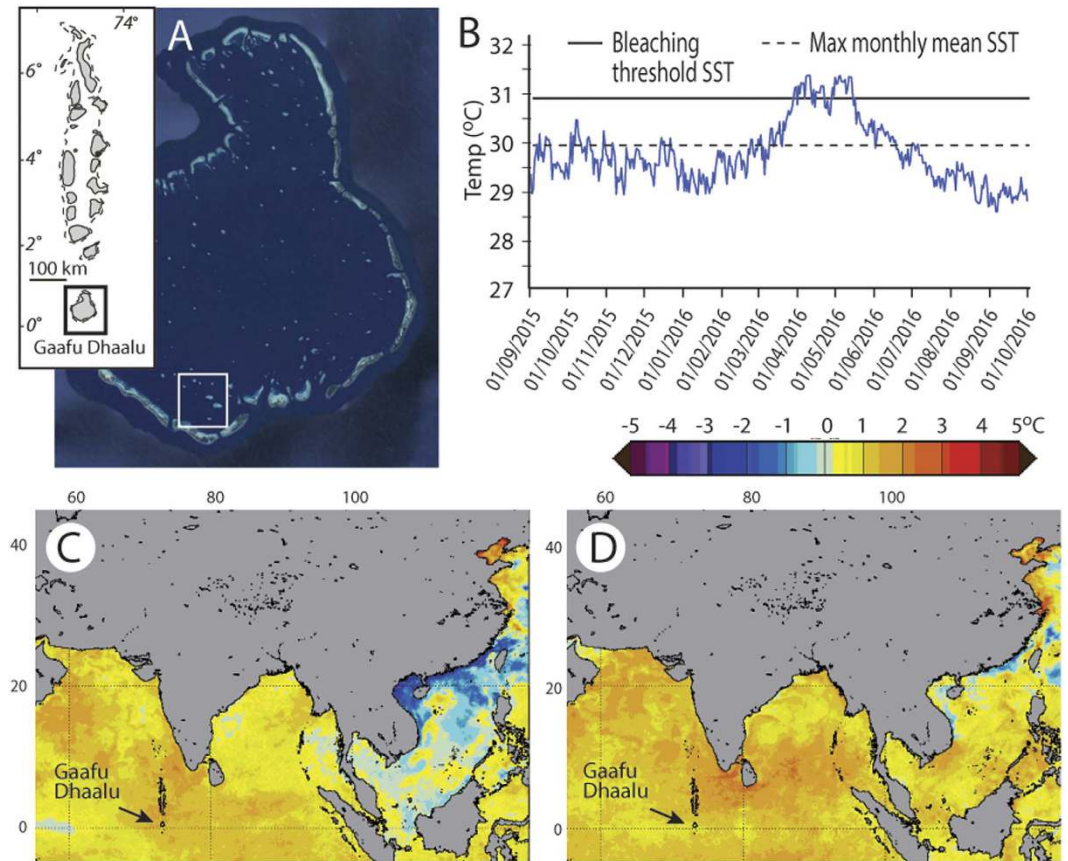 74°
A
6°
4°
2°
100 km
0°
Gaafu Dhaalu
B
Bleaching
threshold SST
Max monthly mean SST
Temp (°C)
32
31
30
29
28
27
01/09/2015
01/10/2015
01/11/2015
01/12/2015
01/01/2016
01/02/2016
01/03/2016
01/04/2016
01/05/2016
01/06/2016
01/07/2016
01/08/2016
01/09/2016
01/10/2016
-5 -4 -3 -2 -1 0 1 2 3 4 5°C
60 80 100
C
40
20
0
Gaafu
Dhaalu
60 80 100
D
40
20
0
Gaafu
Dhaalu